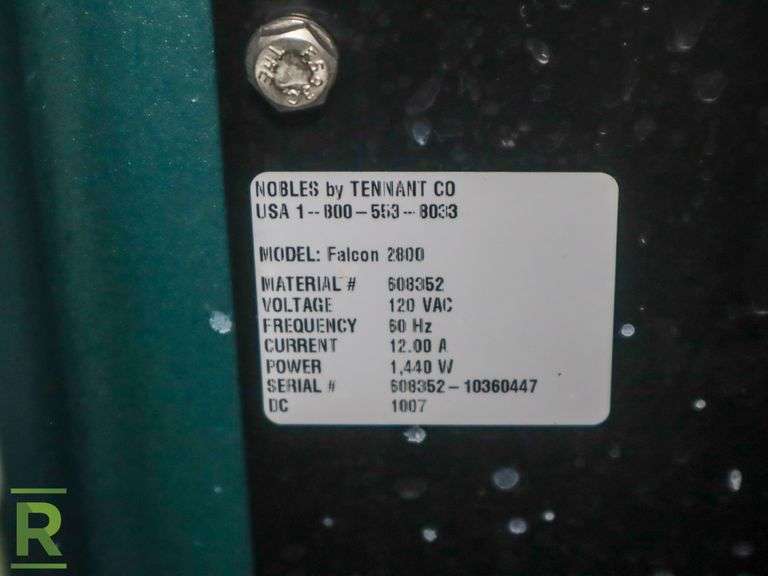 NOBLES by TENNANT CO
USA 1--800-553--8033
MODEL: Falcon 2800
MATERIAL # 608352
VOLTAGE 120 VAC
FREQUENCY 60 Hz
CURRENT 12.00 A
POWER 1,440 W
SERIAL # 608352-10360447
DC 1007
R